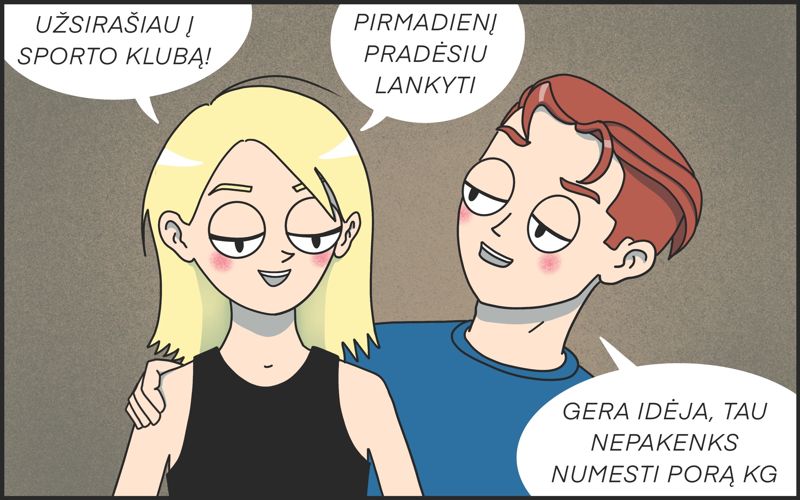 UŽSIRAŠIAU Į
SPORTO KLUBĄ!
PIRMADIENĮ
PRADĖSIU
LANKYTI
GERA IDĖJA, TAU
NEPAKENKS
NUMESTI PORĄ KG